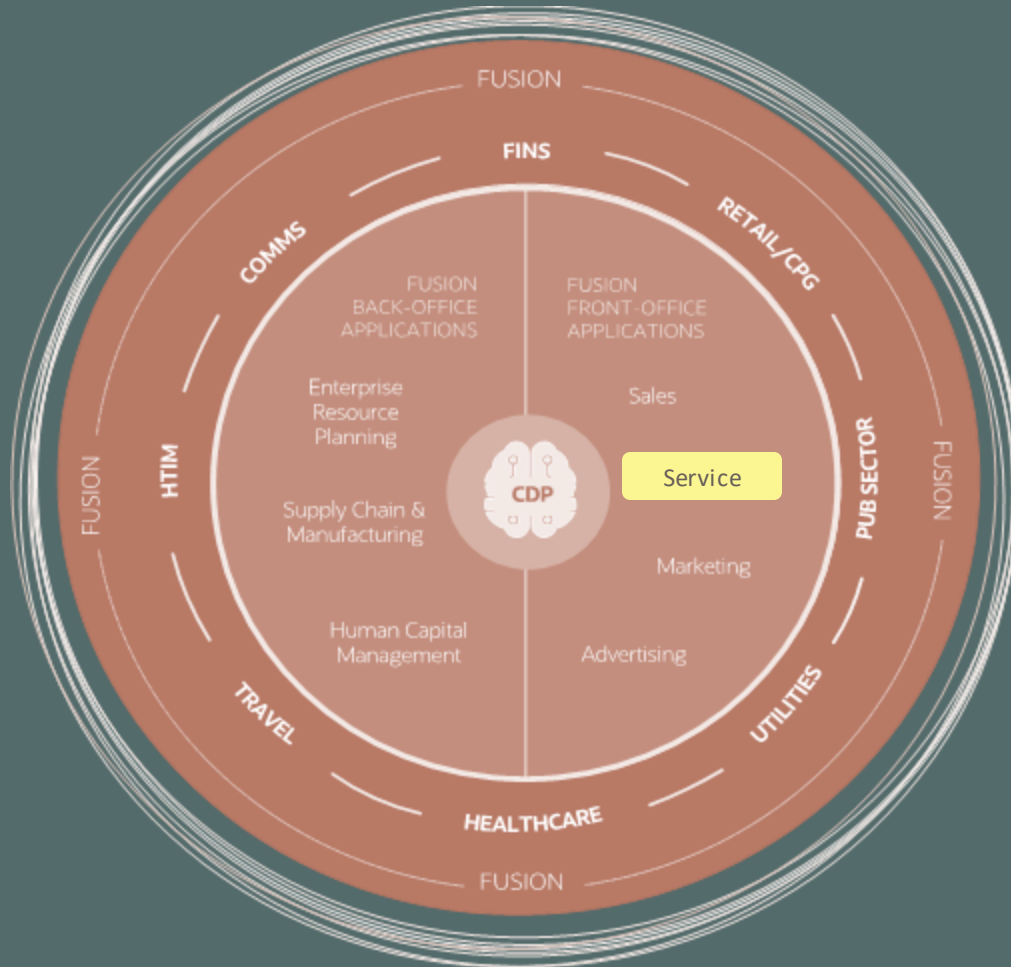 FUSION
FINS
COMMS
RETAIL/CPG
FUSION
BACK-OFFICE
APPLICATIONS
FUSION
FRONT-OFFICE
APPLICATIONS
Enterprise
Resource
Planning
Sales
HTIM
FUSION
CDP
Service
PUB SECTOR
FUSION
Supply Chain &
Manufacturing
Marketing
Human Capital
Management
Advertising
TRAVEL
UTILITIES
HEALTHCARE
FUSION